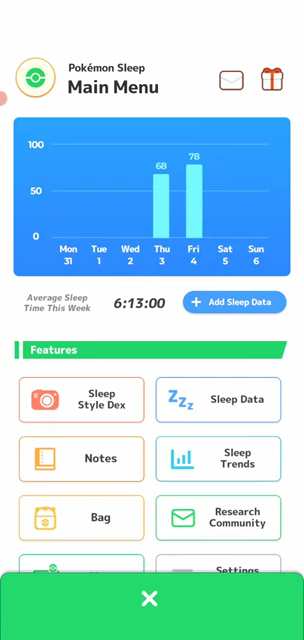 Pokémon Sleep
Main Menu
100
50
0
68
78
Mon Tue Wed Thu Fri Sat Sun
31 1 2 3 4 5 6
Average Sleep
Time This Week
6:13:00
Add Sleep Data
Features
Sleep
Style Dex
Sleep Data
Notes
Sleep
Trends
Bag
Research
Community
Settings